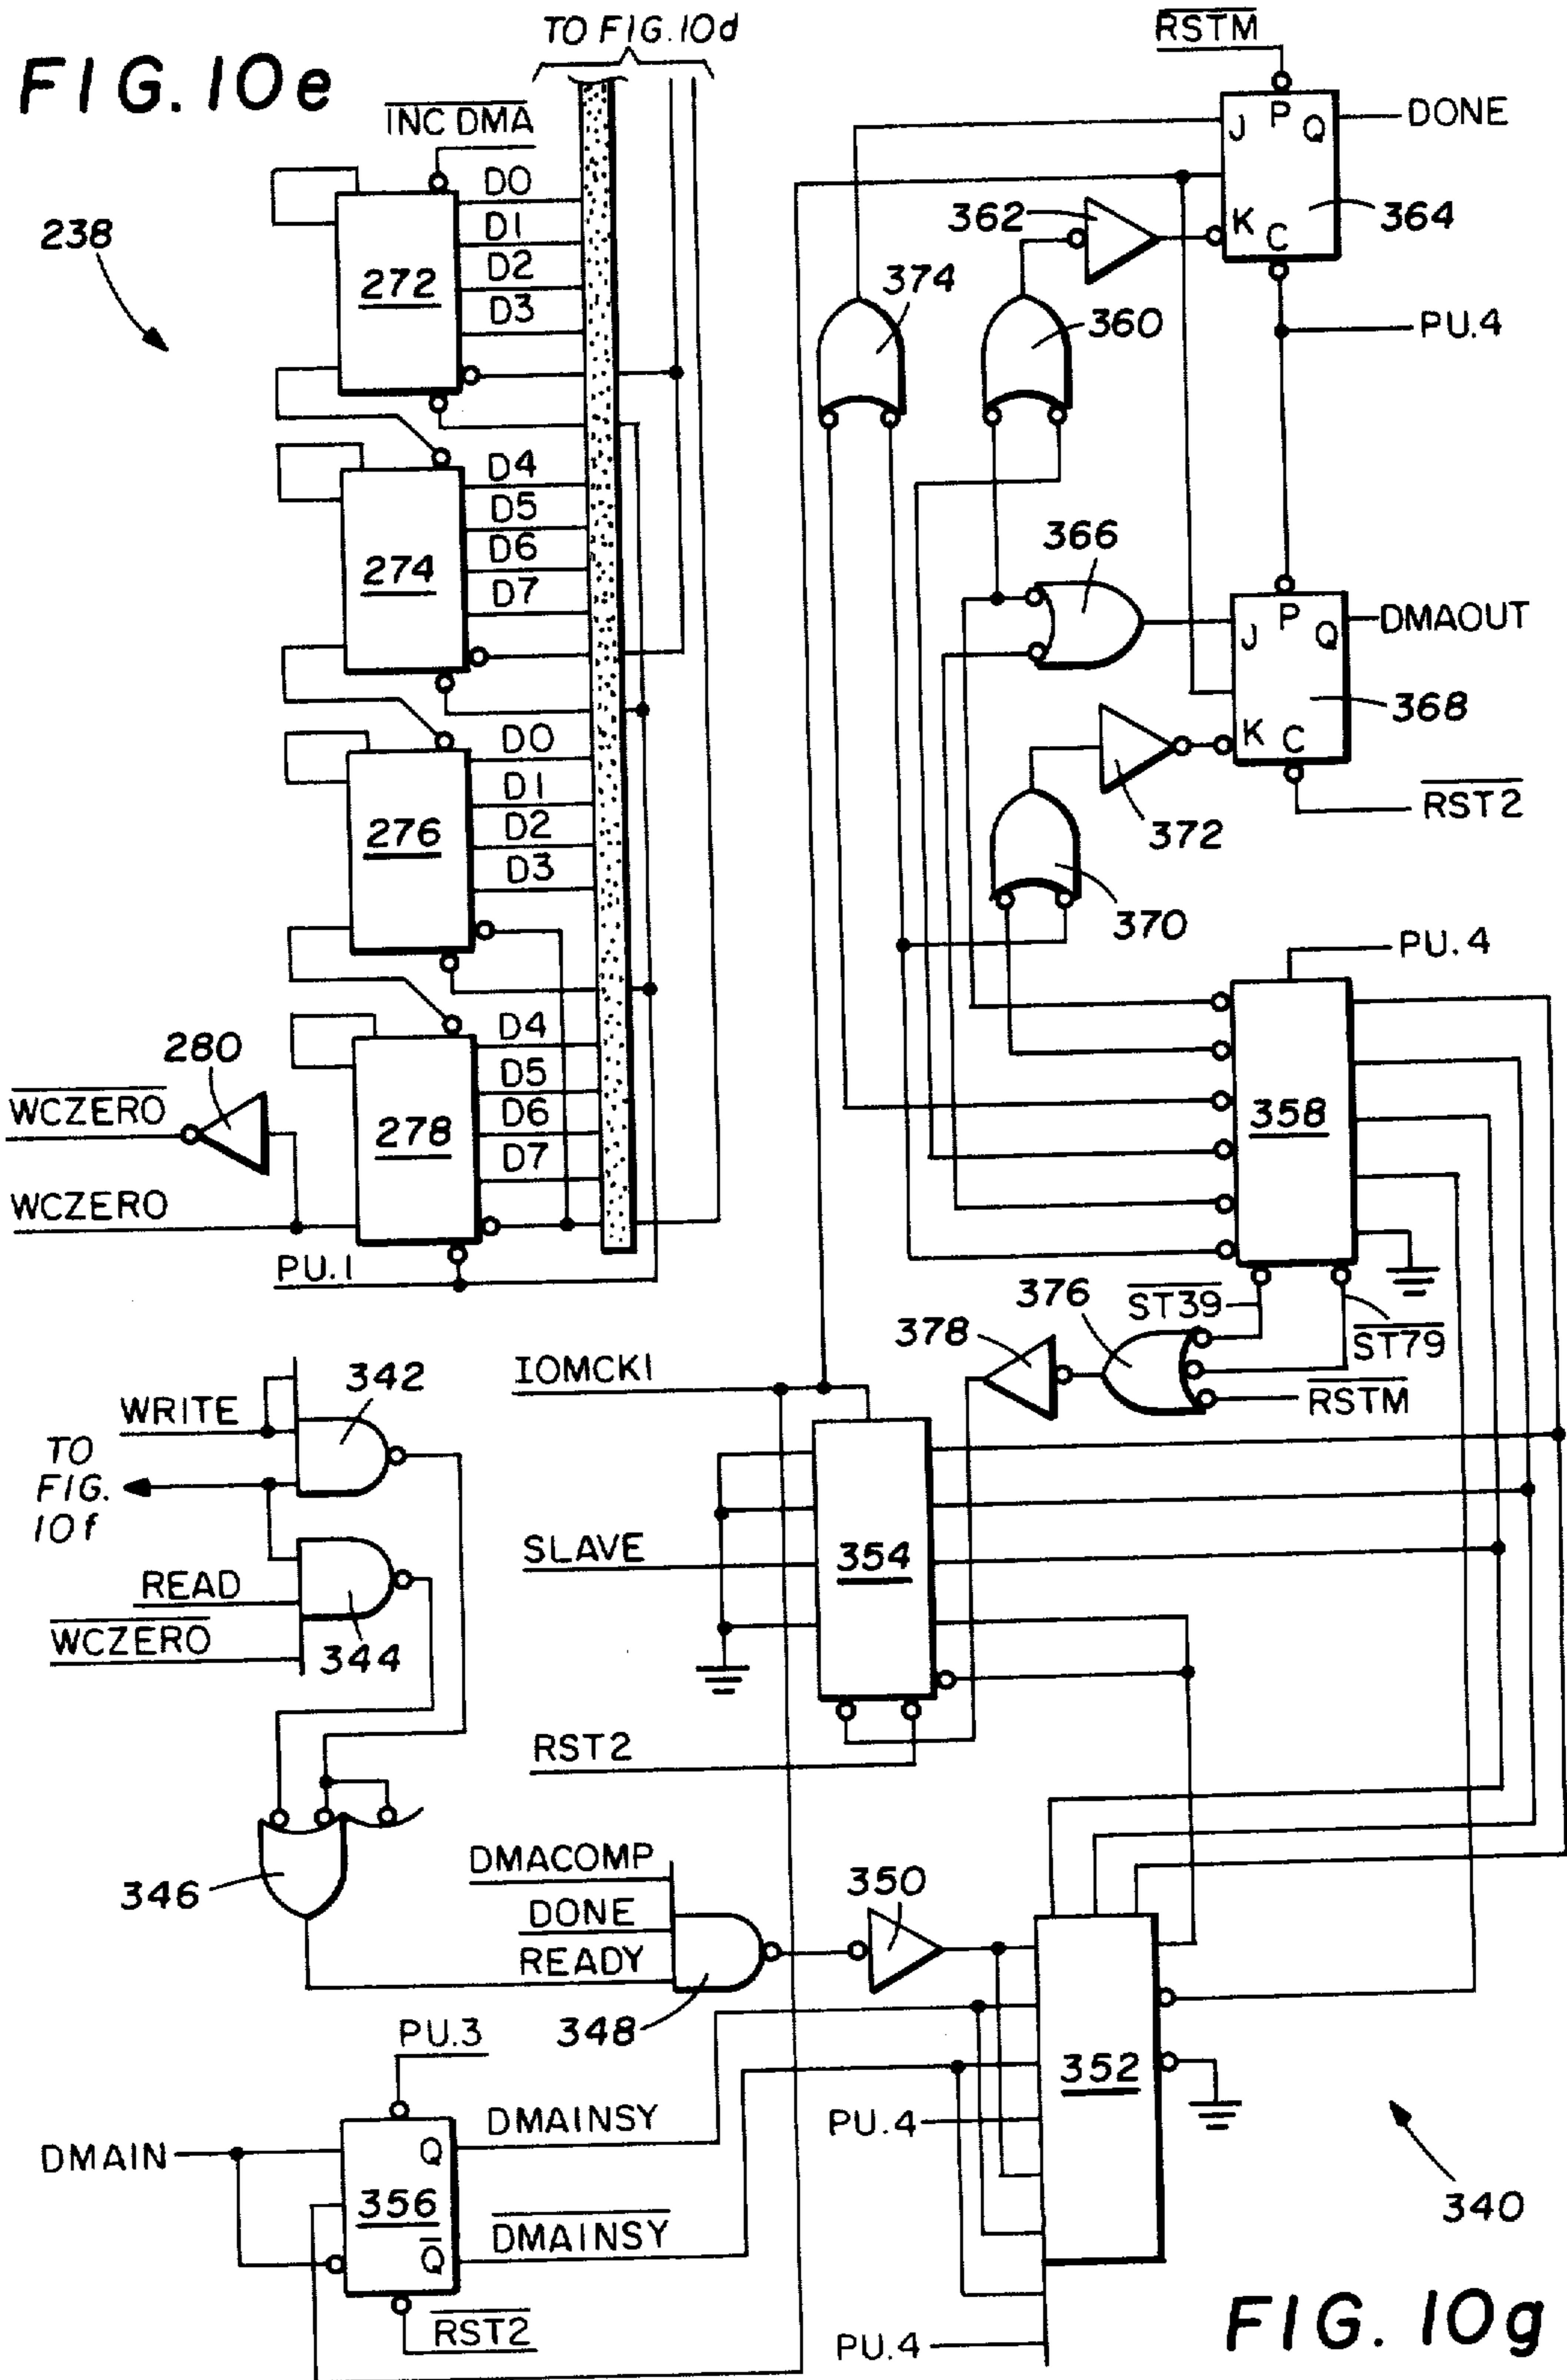 FIG. 10e
TO FIG. 10d
INC DMA
238
272
D0
D1
D2
D3
274
D4
D5
D6
D7
276
D0
D1
D2
D3
278
D4
D5
D6
D7
280
WCZERO
WCZERO
PU.1
RSTM
J P Q
DONE
K C
364
362
374
360
PU.4
366
J P Q
DMAOUT
K C
368
372
RST2
370
PU.4
358
ST39
ST79
376
378
RSTM
IOMCK1
354
SLAVE
RST2
342
WRITE
TO
FIG.
10f
READ
WCZERO
344
346
DMACOMP
DONE
READY
348
350
352
PU.4
PU.4
PU.3
DMAIN
356
Q
Q̅
DMAINSY
DMAINSY
RST2
340
FIG. 10g